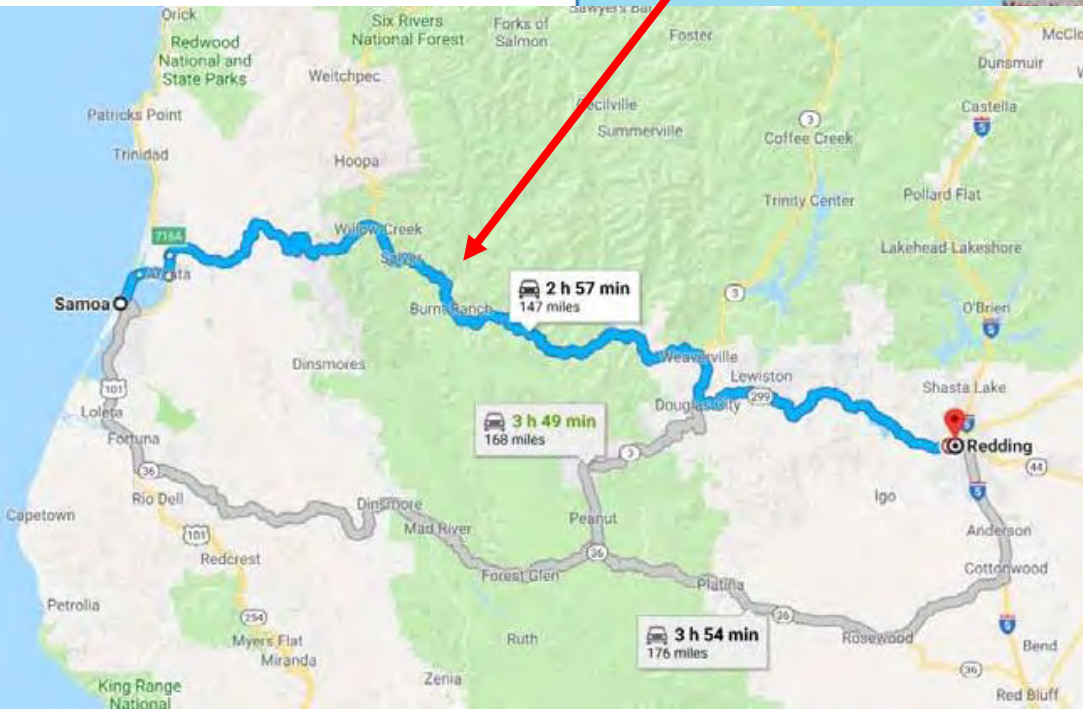 Orick
Six Rivers
National Forest
Forks of
Salmon
Sawyers Bar
Foster
McClo
Redwood
National and
State Parks
Weitchpec
Dunsmuir
Patricks Point
Cecilville
Summerville
3
Coffee Creek
Castella
5
Trinidad
Hoopa
Trinity Center
Pollard Flat
Willow Creek
Salyer
Lakehead-Lakeshore
Arcata
Samoa
Burnt Ranch
2 h 57 min
147 miles
3
O'Brien
5
Dinsmores
Weaverville
Lewiston
Shasta Lake
101
299
Loleta
Douglas City
3 h 49 min
168 miles
5
Redding
Fortuna
3
44
36
Rio Dell
Igo
Dinsmore
Capetown
Mad River
Peanut
5
101
Anderson
Redcrest
36
Forest Glen
Platina
Cottonwood
Petrolia
36
254
Myers Flat
Ruth
3 h 54 min
176 miles
Rosewood
5
Bend
Miranda
36
Zenia
King Range
National
Red Bluff